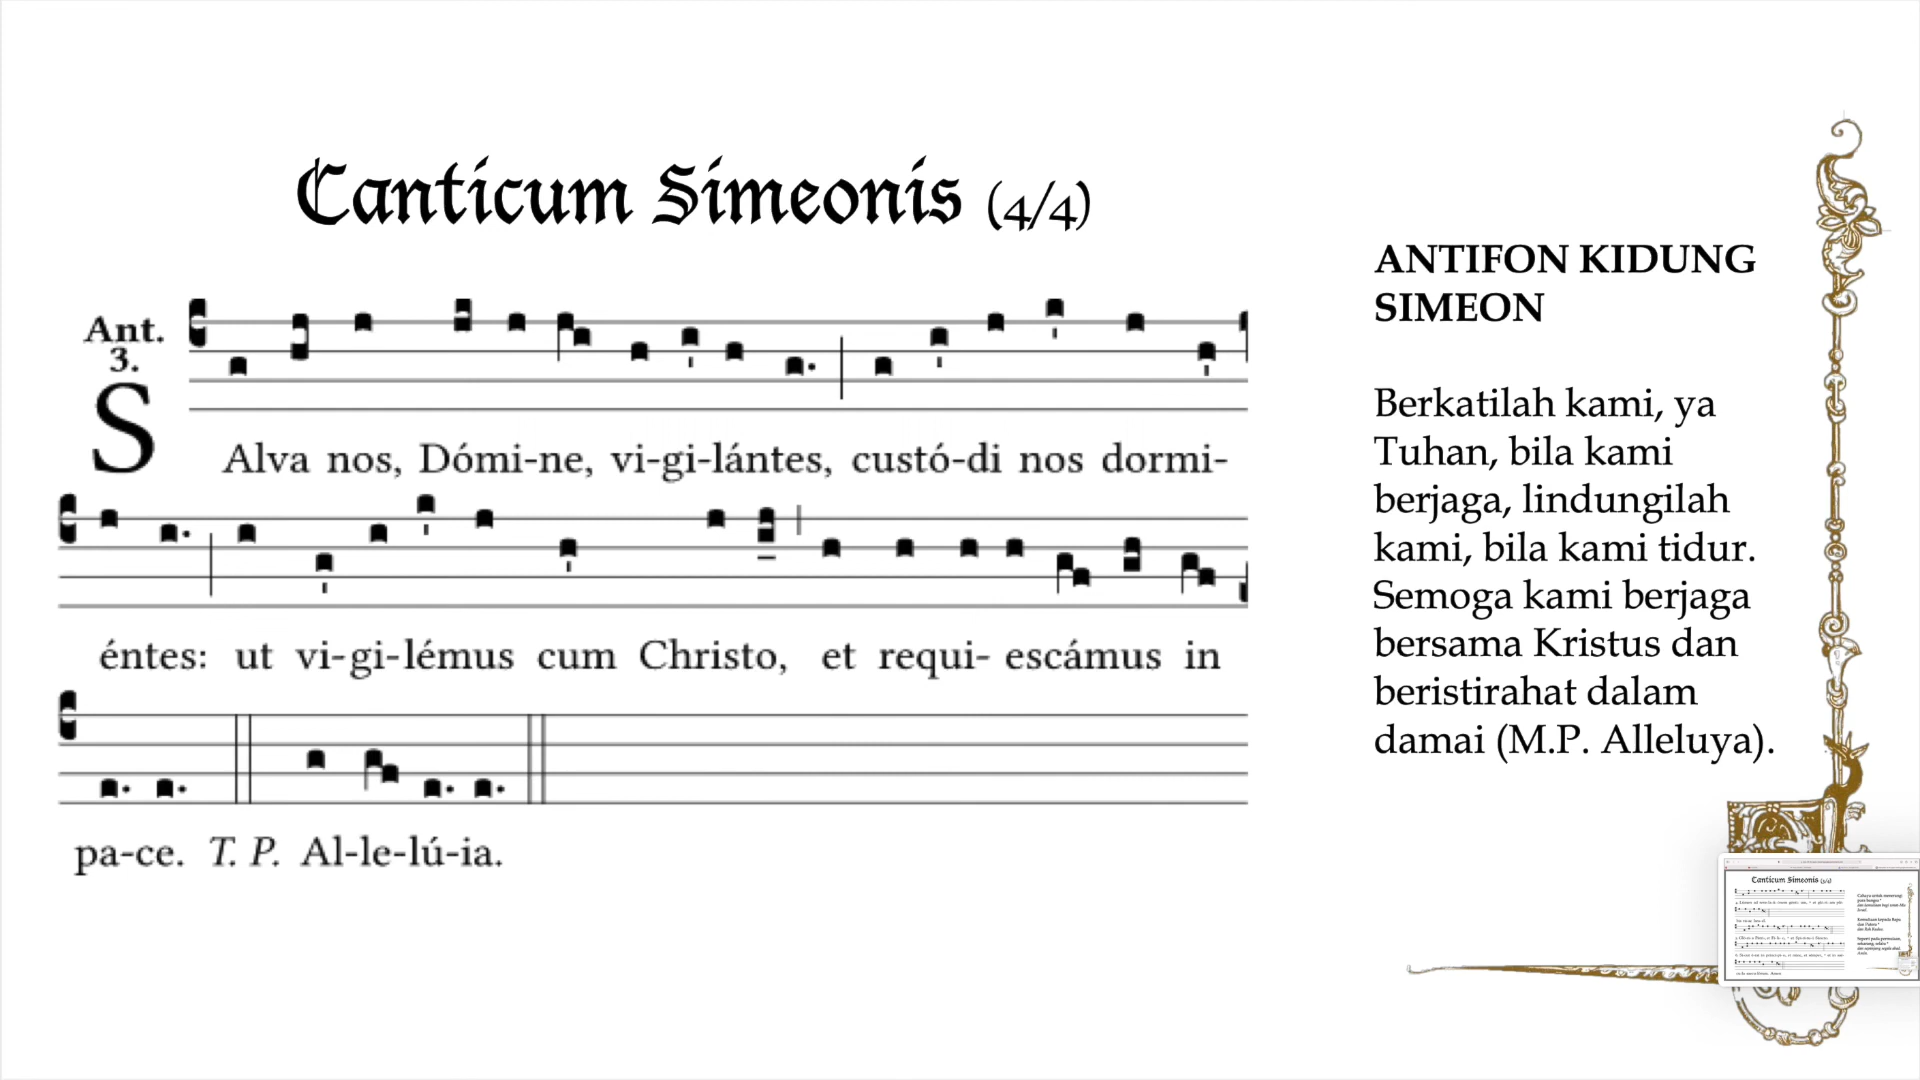 Canticum Simeonis (4/4)
Ant.
3.
SAlva nos, Dómi-ne, vi-gi-lántes, custó-di nos dormi-
éntes: ut vi-gi-lémus cum Christo, et requi- escámus in
pa-ce. T. P. Al-le-lú-ia.
ANTIFON KIDUNG
SIMEON
Berkatilah kami, ya
Tuhan, bila kami
berjaga, lindungilah
kami, bila kami tidur.
Semoga kami berjaga
bersama Kristus dan
beristirahat dalam
damai (M.P. Alleluya).
Canticum Simeonis (3/4)